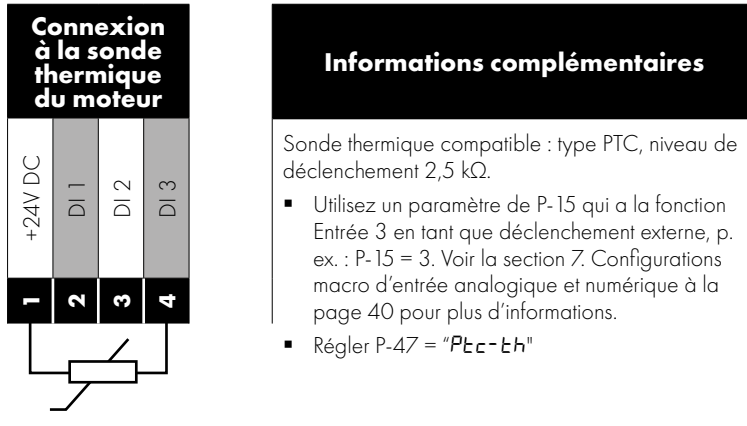 Connexion
à la sonde
thermique
du moteur
+24V DC
DI 1
DI 2
DI 3
1
2
3
4
Informations complémentaires
Sonde thermique compatible : type PTC, niveau de
déclenchement 2,5 kΩ.
▪ Utilisez un paramètre de P-15 qui a la fonction
Entrée 3 en tant que déclenchement externe, p.
ex. : P-15 = 3. Voir la section 7. Configurations
macro d’entrée analogique et numérique à la
page 40 pour plus d’informations.
▪ Régler P-47 = “Ptc-th"